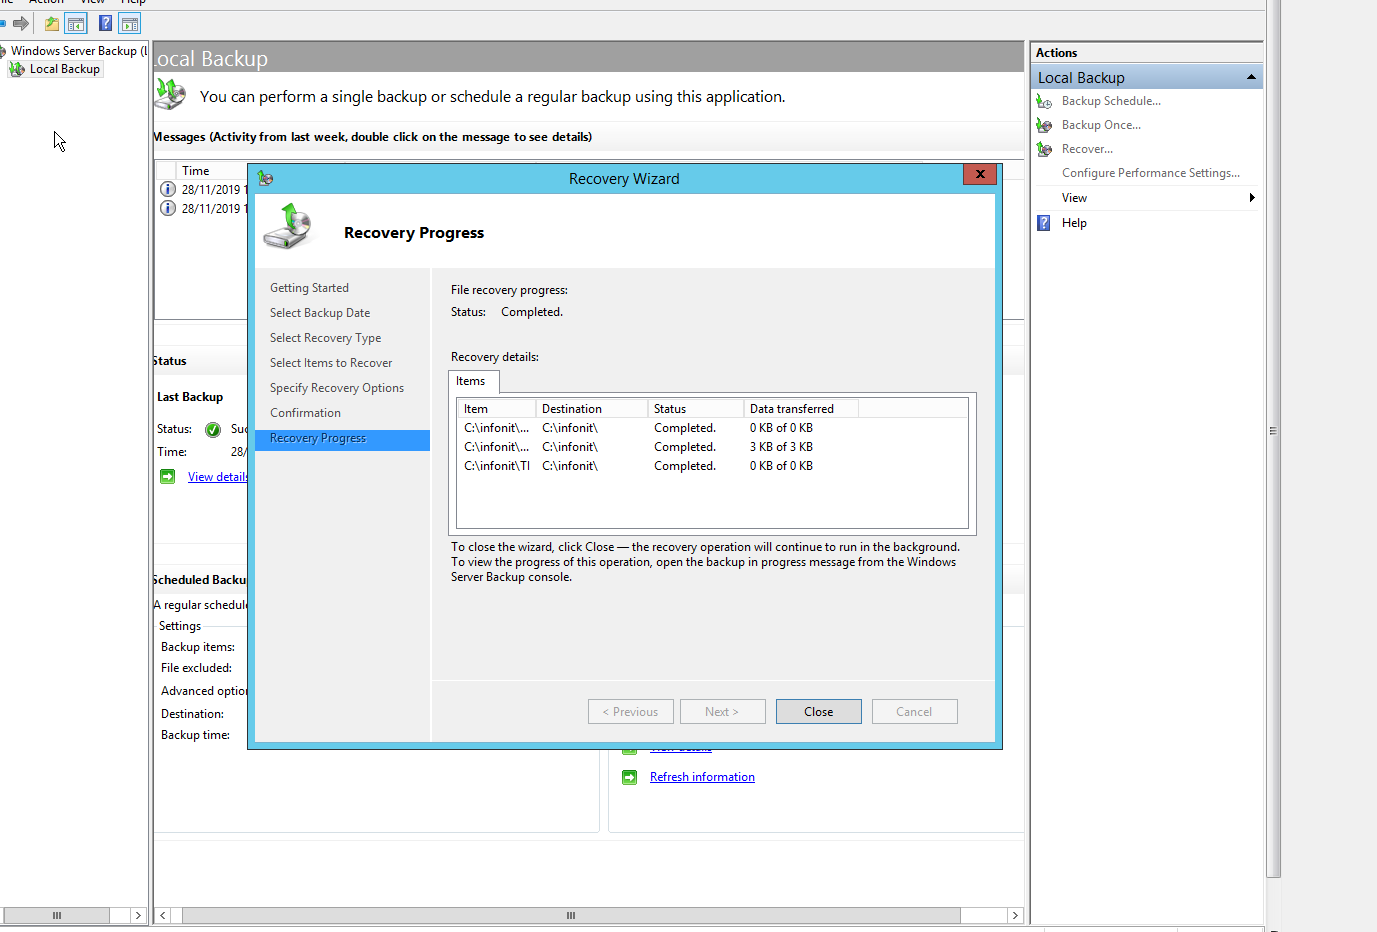 Action View Help
Windows Server Backup (L
Local Backup
Local Backup
You can perform a single backup or schedule a regular backup using this application.
Messages (Activity from last week, double click on the message to see details)
Time
28/11/2019 1
28/11/2019 1
Status
Last Backup
Status: Suc
Time: 28/
View details
Scheduled Backu
A regular schedule
Settings
Backup items:
File excluded:
Advanced option
Destination:
Backup time:
View details
Refresh information
Recovery Wizard
x
Recovery Progress
Getting Started
Select Backup Date
Select Recovery Type
Select Items to Recover
Specify Recovery Options
Confirmation
Recovery Progress
File recovery progress:
Status: Completed.
Recovery details:
Items
Item Destination Status Data transferred
C:\infonit\... C:\infonit\ Completed. 0 KB of 0 KB
C:\infonit\... C:\infonit\ Completed. 3 KB of 3 KB
C:\infonit\TI C:\infonit\ Completed. 0 KB of 0 KB
To close the wizard, click Close — the recovery operation will continue to run in the background.
To view the progress of this operation, open the backup in progress message from the Windows
Server Backup console.
< Previous Next > Close Cancel
Actions
Local Backup
Backup Schedule...
Backup Once...
Recover...
Configure Performance Settings...
View
Help